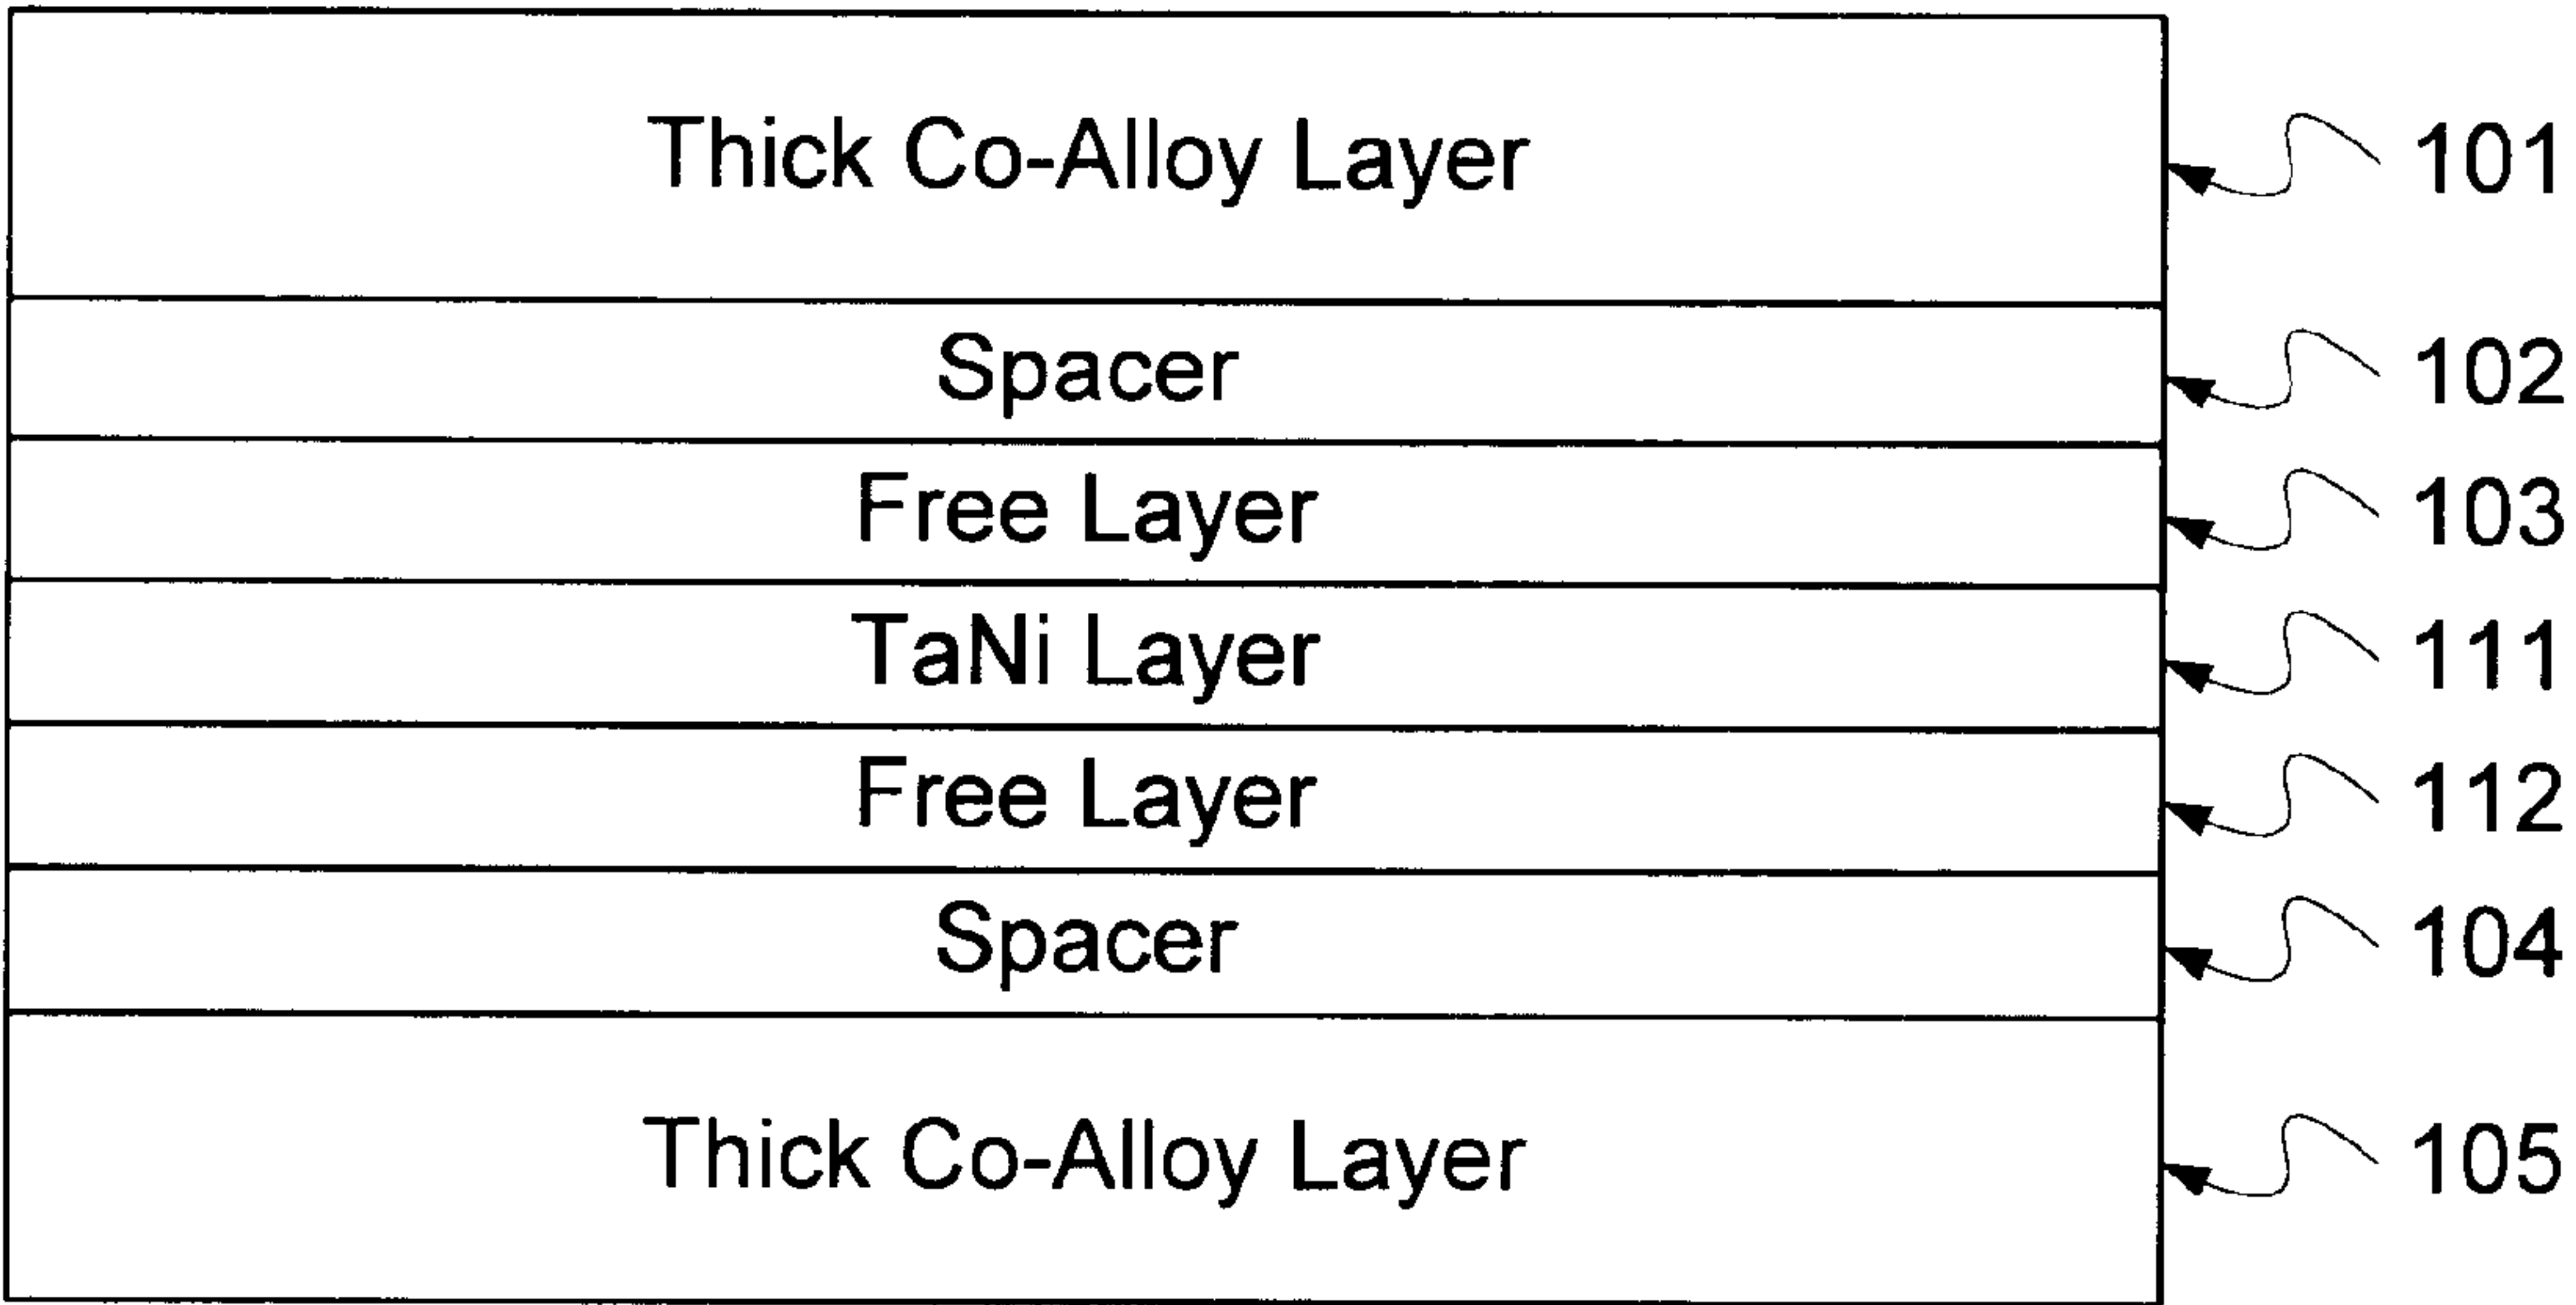 Thick Co-Alloy Layer 101
Spacer 102
Free Layer 103
TaNi Layer 111
Free Layer 112
Spacer 104
Thick Co-Alloy Layer 105